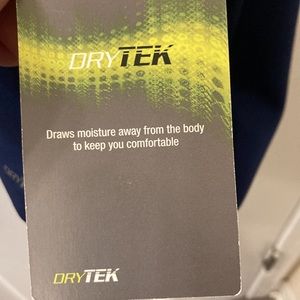 DRYTEK
Draws moisture away from the body
to keep you comfortable
DRYTEK